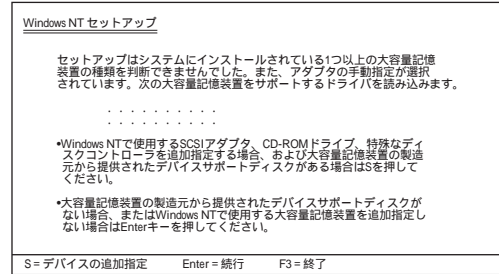 Windows NT セットアップ
セットアップはシステムにインストールされている1つ以上の大容量記憶
装置の種類を判断できませんでした。また、アダプタの手動指定が選択
されています。次の大容量記憶装置をサポートするドライバを読み込みます。
. . . . . . . . . .
. . . . . . . . . .
•Windows NTで使用するSCSIアダプタ、CD-ROMドライブ、特殊なディ
スクコントローラを追加指定する場合、および大容量記憶装置の製造
元から提供されたデバイスサポートディスクがある場合はSを押して
ください。
•大容量記憶装置の製造元から提供されたデバイスサポートディスクが
ない場合、またはWindows NTで使用する大容量記憶装置を追加指定し
ない場合はEnterキーを押してください。
S = デバイスの追加指定 Enter = 続行 F3 = 終了